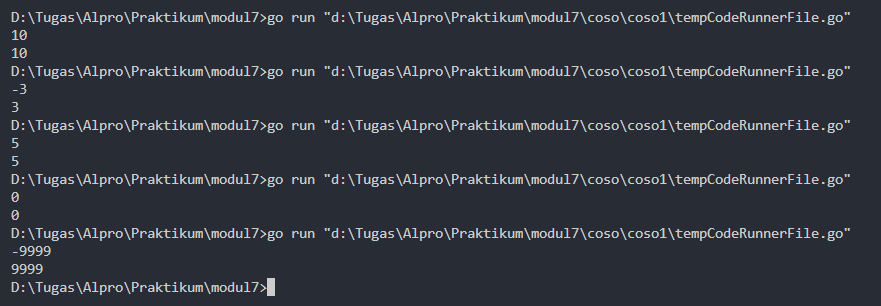 D:\Tugas\Alpro\Praktikum\modul7>go run "d:\Tugas\Alpro\Praktikum\modul7\coso\coso1\tempCodeRunnerFile.go"
10
10
D:\Tugas\Alpro\Praktikum\modul7>go run "d:\Tugas\Alpro\Praktikum\modul7\coso\coso1\tempCodeRunnerFile.go"
-3
3
D:\Tugas\Alpro\Praktikum\modul7>go run "d:\Tugas\Alpro\Praktikum\modul7\coso\coso1\tempCodeRunnerFile.go"
5
5
D:\Tugas\Alpro\Praktikum\modul7>go run "d:\Tugas\Alpro\Praktikum\modul7\coso\coso1\tempCodeRunnerFile.go"
0
0
D:\Tugas\Alpro\Praktikum\modul7>go run "d:\Tugas\Alpro\Praktikum\modul7\coso\coso1\tempCodeRunnerFile.go"
-9999
9999
D:\Tugas\Alpro\Praktikum\modul7>